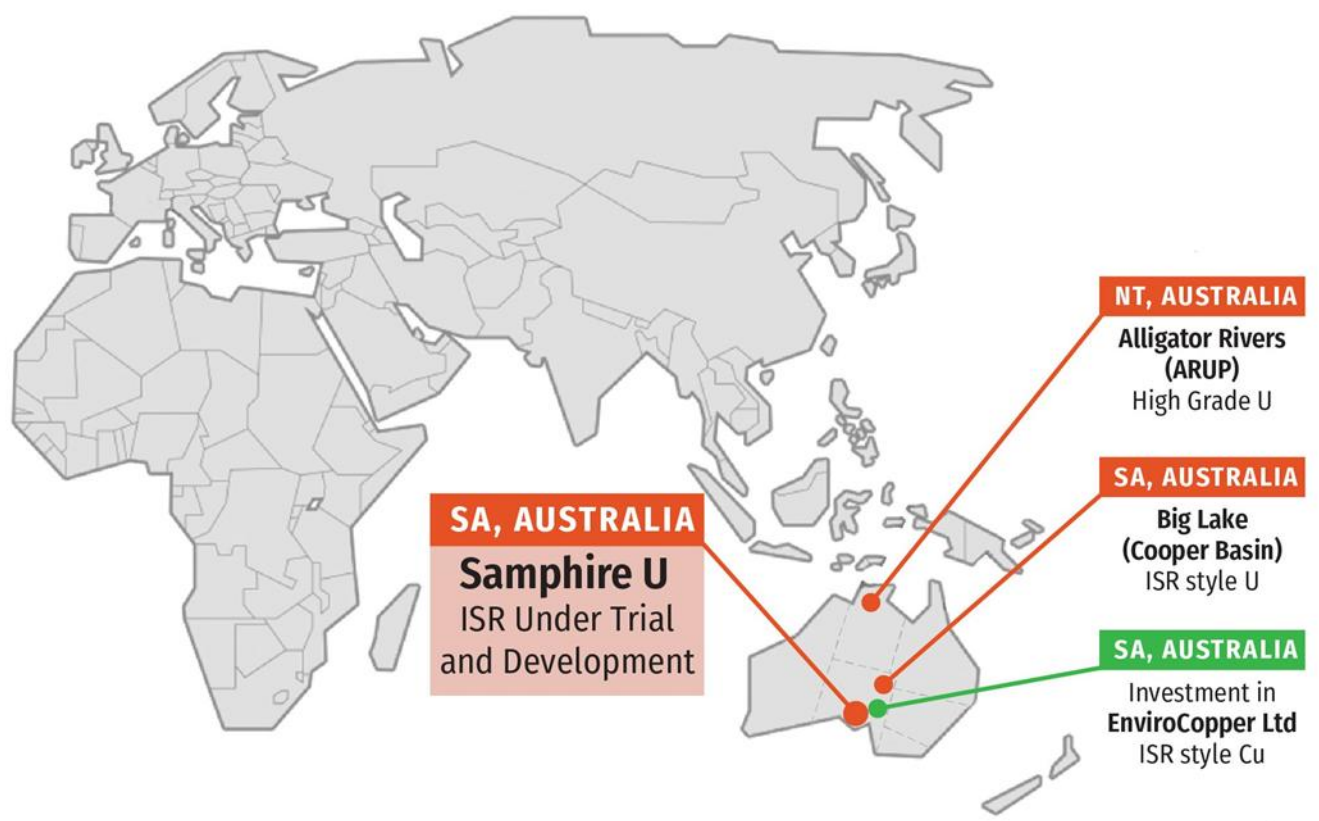 NT, AUSTRALIA
Alligator Rivers
(ARUP)
High Grade U
SA, AUSTRALIA
Big Lake
(Cooper Basin)
ISR style U
SA, AUSTRALIA
Samphire U
ISR Under Trial
and Development
SA, AUSTRALIA
Investment in
EnviroCopper Ltd
ISR style Cu